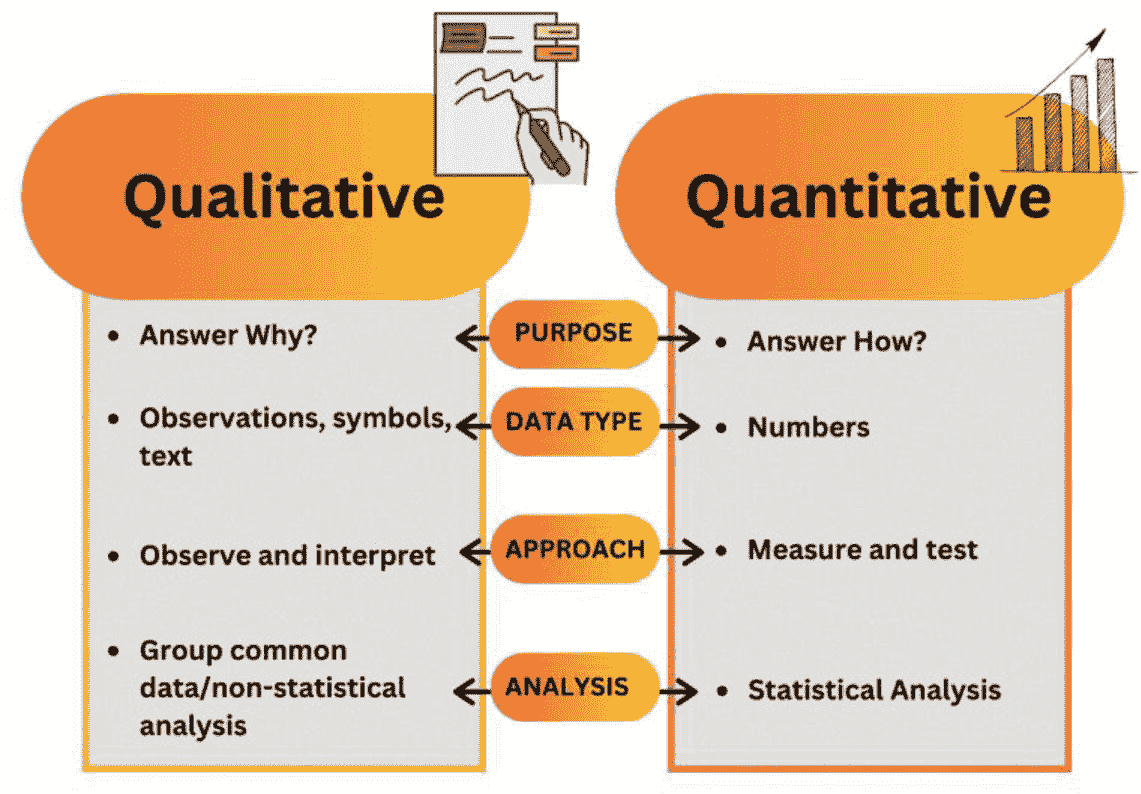 Qualitative
Quantitative
Answer Why?
PURPOSE
Answer How?
Observations, symbols,
text
DATA TYPE
Numbers
Observe and interpret
APPROACH
Measure and test
Group common
data/non-statistical
analysis
ANALYSIS
Statistical Analysis